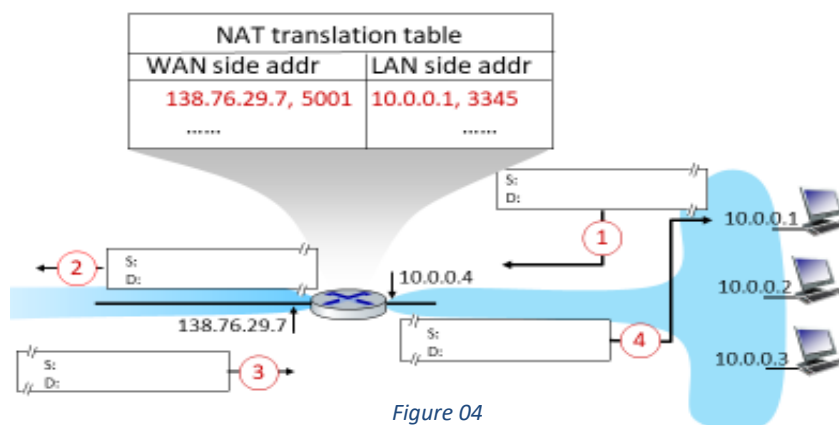 NAT translation table
WAN side addr LAN side addr
138.76.29.7, 5001 10.0.0.1, 3345
...... ......
S:
D:
1
10.0.0.1
S:
D:
2
10.0.0.4
10.0.0.2
138.76.29.7
S:
D:
4
S:
D:
3
10.0.0.3
Figure 04